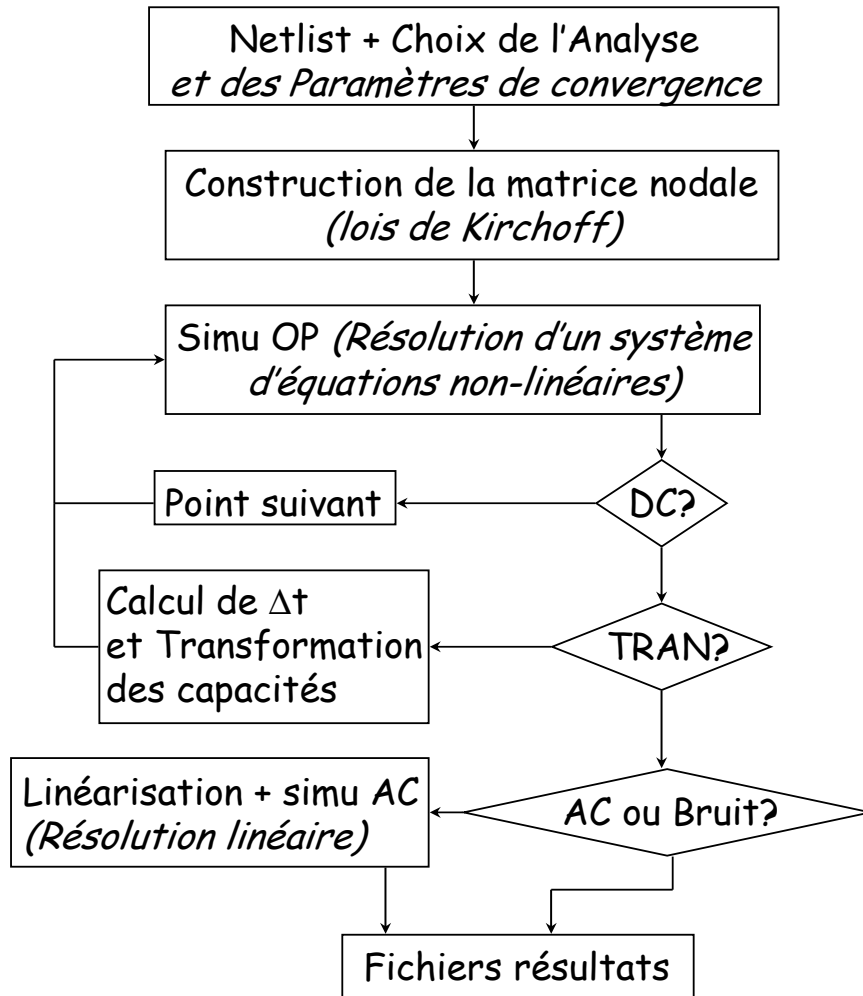 Netlist + Choix de l'Analyse
et des Paramètres de convergence
Construction de la matrice nodale
(lois de Kirchoff)
Simu OP (Résolution d'un système
d'équations non-linéaires)
DC?
Point suivant
Calcul de Δt
et Transformation
des capacités
TRAN?
Linéarisation + simu AC
(Résolution linéaire)
AC ou Bruit?
Fichiers résultats